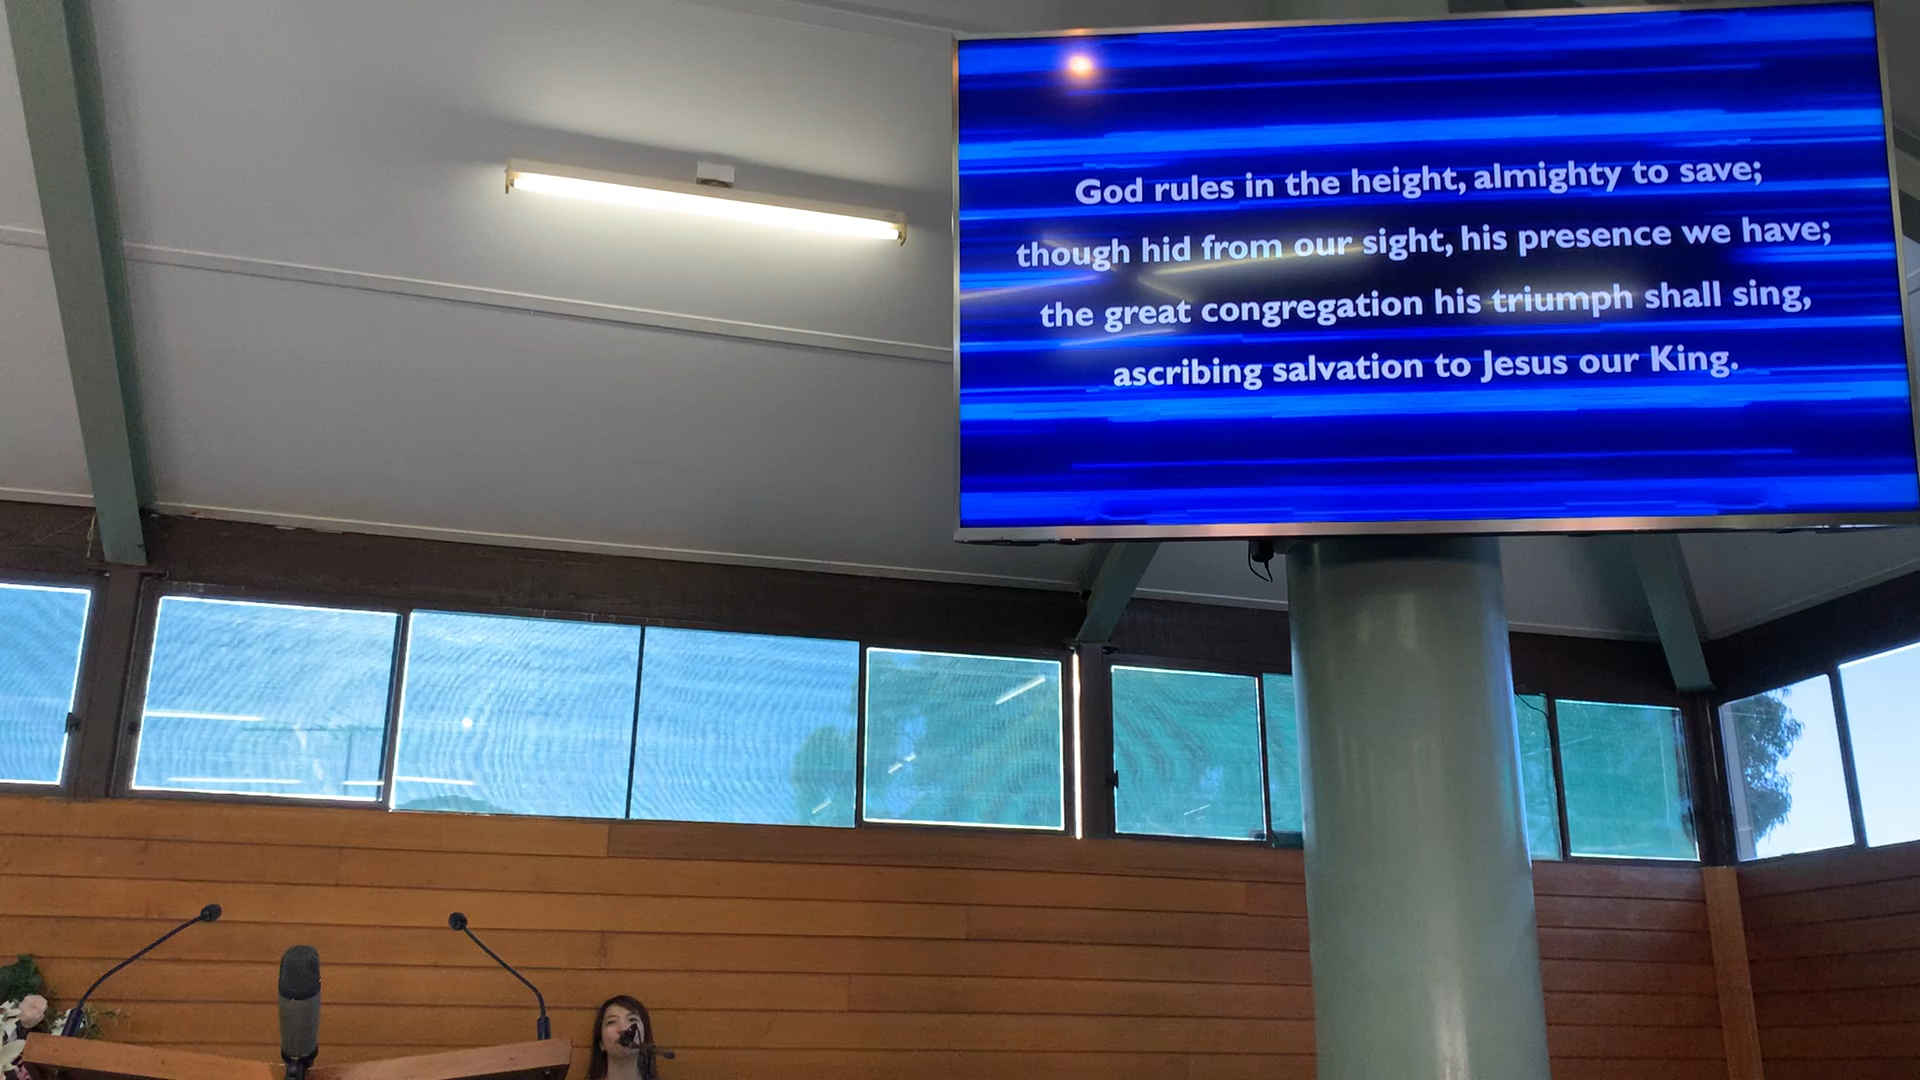 God rules in the height, almighty to save;
though hid from our sight, his presence we have;
the great congregation his triumph shall sing,
ascribing salvation to Jesus our King.